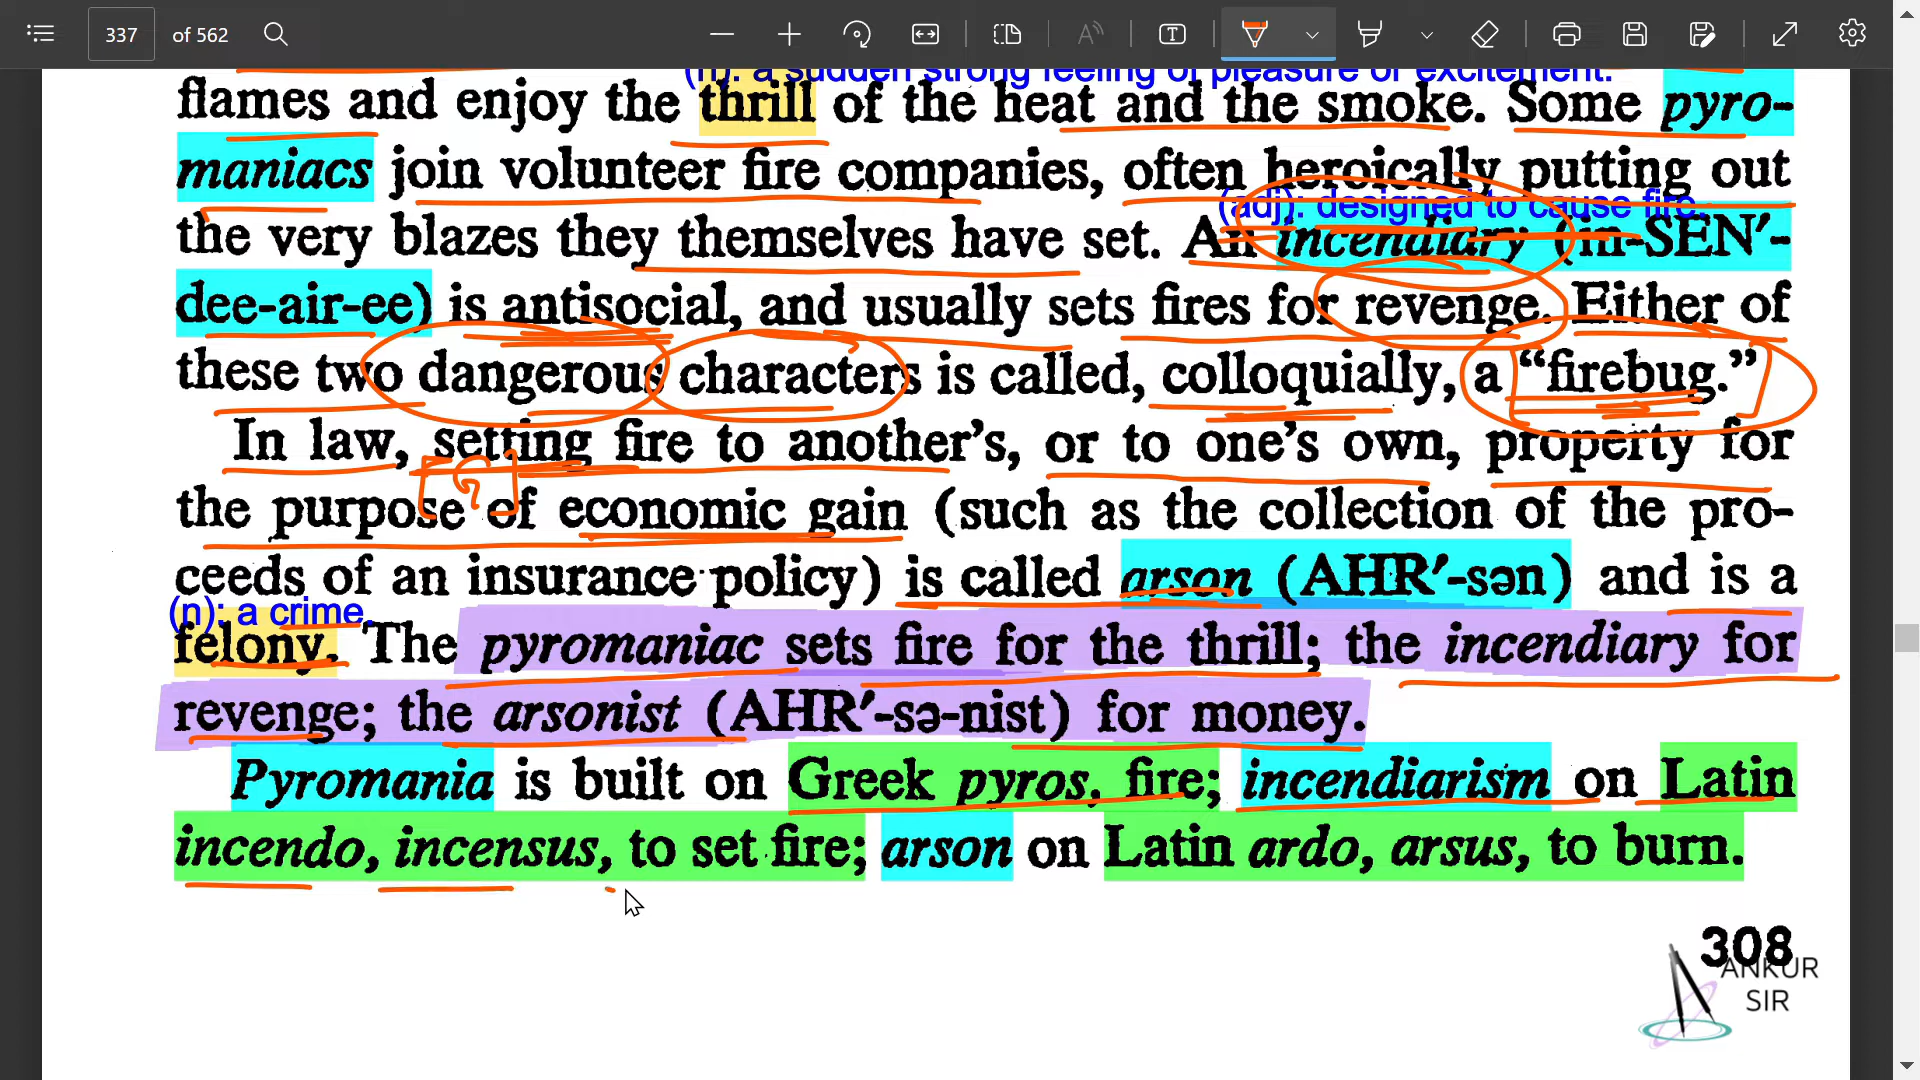 337 of 562
(n): a sudden strong feeling of pleasure or excitement.
flames and enjoy the thrill of the heat and the smoke. Some pyro-
maniacs join volunteer fire companies, often heroically putting out
(adj): designed to cause fire.
the very blazes they themselves have set. An incendiary (in-SEN′-
dee-air-ee) is antisocial, and usually sets fires for revenge. Either of
these two dangerous characters is called, colloquially, a “firebug.”
In law, setting fire to another’s, or to one’s own, property for
the purpose of economic gain (such as the collection of the pro-
ceeds of an insurance policy) is called arson (AHR′-sən) and is a
(n): a crime.
felony. The pyromaniac sets fire for the thrill; the incendiary for
revenge; the arsonist (AHR′-sə-nist) for money.
Pyromania is built on Greek pyros, fire; incendiarism on Latin
incendo, incensus, to set fire; arson on Latin ardo, arsus, to burn.
308
ANKUR
SIR